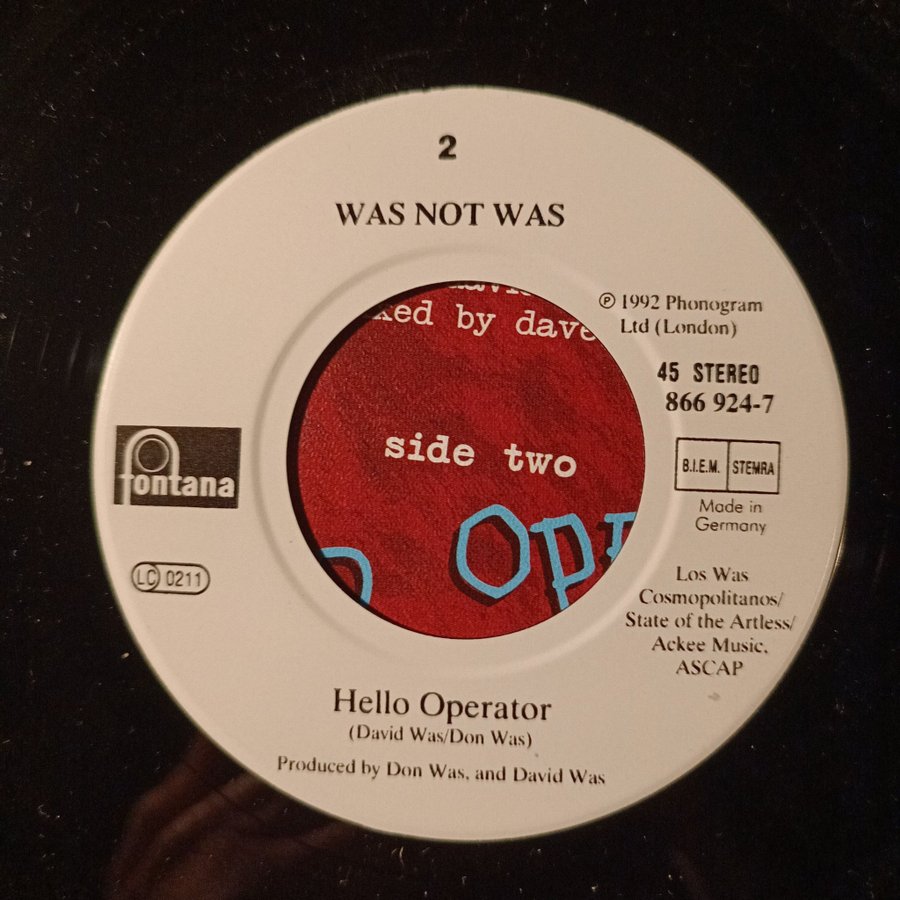 2
WAS NOT WAS
℗ 1992 Phonogram
Ltd (London)
45 STEREO
866 924-7
B.I.E.M. STEMRA
Made in
Germany
Los Was
Cosmopolitanos/
State of the Artless/
Ackee Music,
ASCAP
fontana
LC 0211
by dave
side two
Hello Operator
(David Was/Don Was)
Produced by Don Was, and David Was